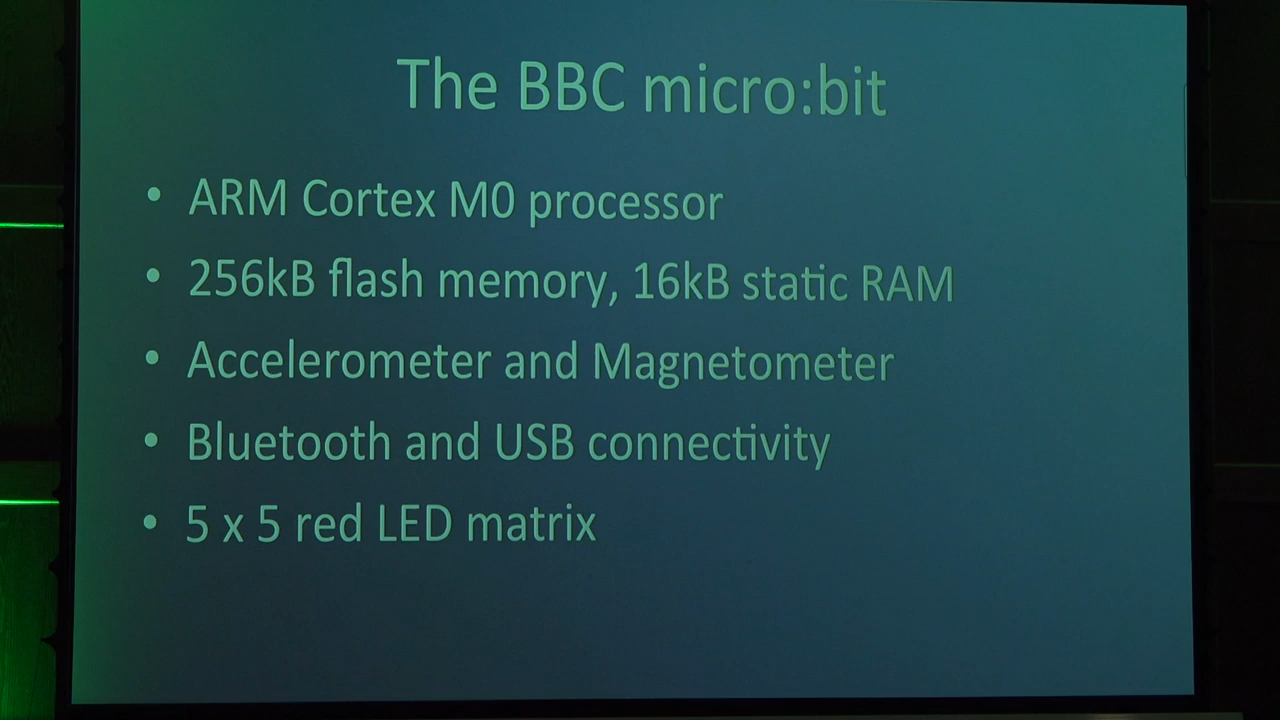 The BBC micro:bit
• ARM Cortex M0 processor
• 256kB flash memory, 16kB static RAM
• Accelerometer and Magnetometer
• Bluetooth and USB connectivity
• 5 x 5 red LED matrix